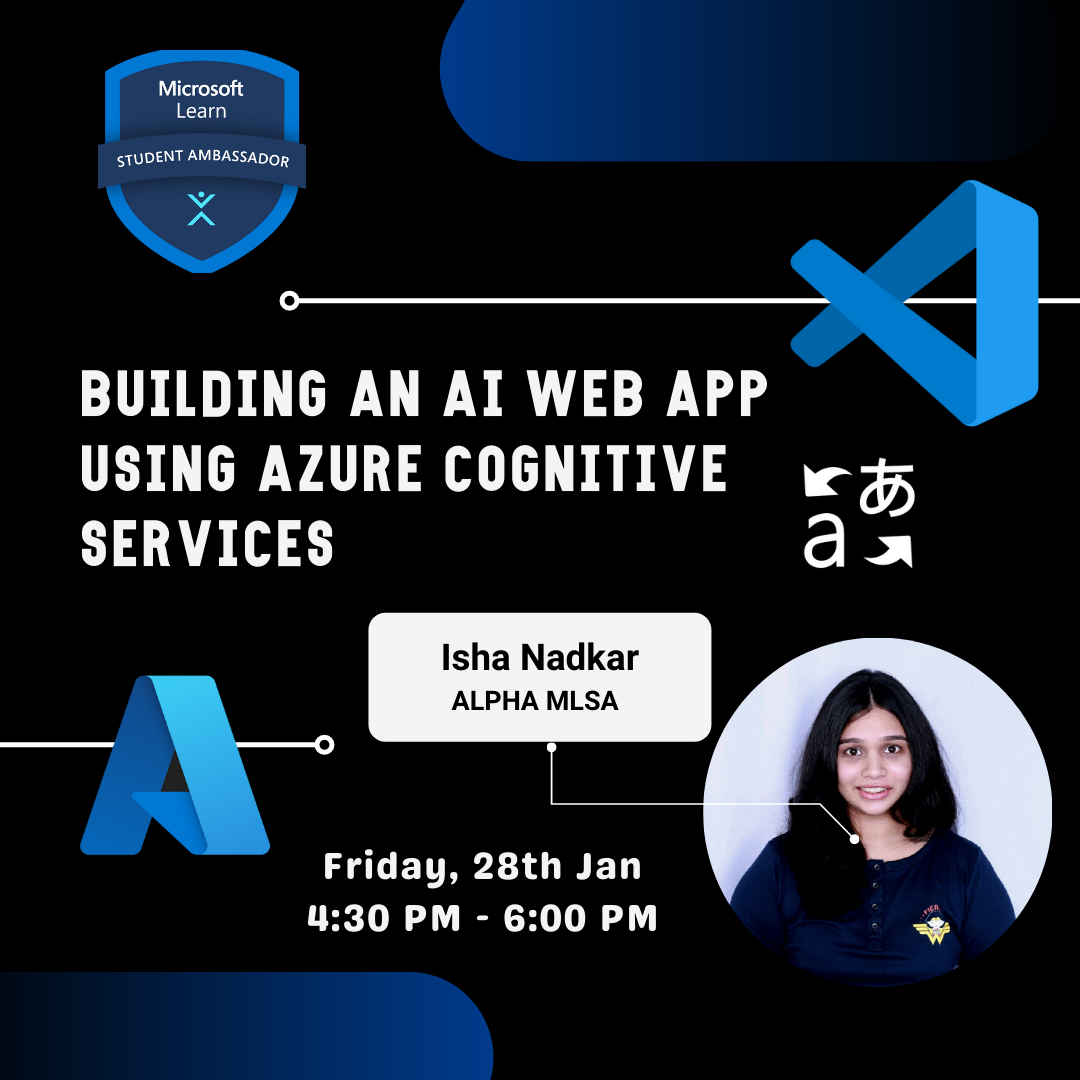 Microsoft
Learn
STUDENT AMBASSADOR
BUILDING AN AI WEB APP
USING AZURE COGNITIVE
SERVICES
あ
a
Isha Nadkar
ALPHA MLSA
Friday, 28th Jan
4:30 PM - 6:00 PM